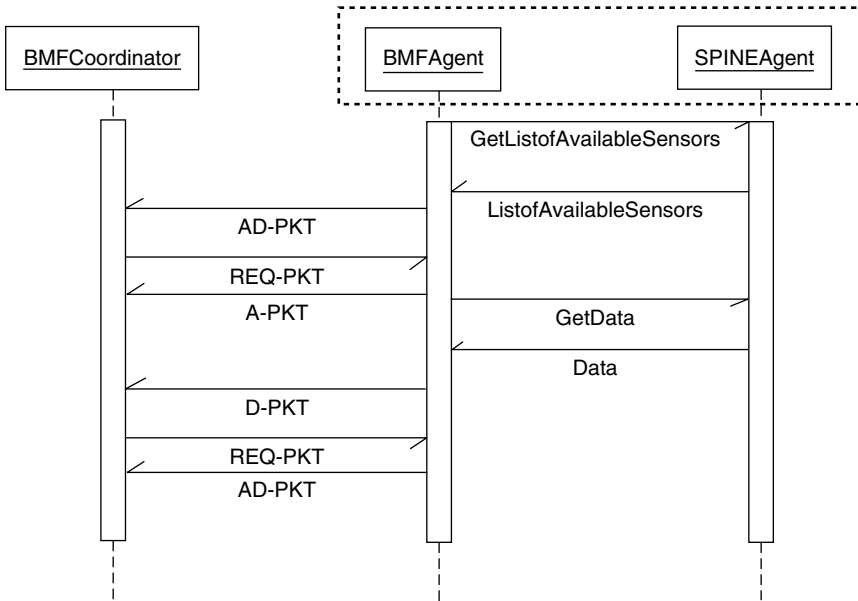 BMFCoordinator
BMFAgent
SPINEAgent
GetListofAvailableSensors
ListofAvailableSensors
AD-PKT
REQ-PKT
A-PKT
GetData
Data
D-PKT
REQ-PKT
AD-PKT